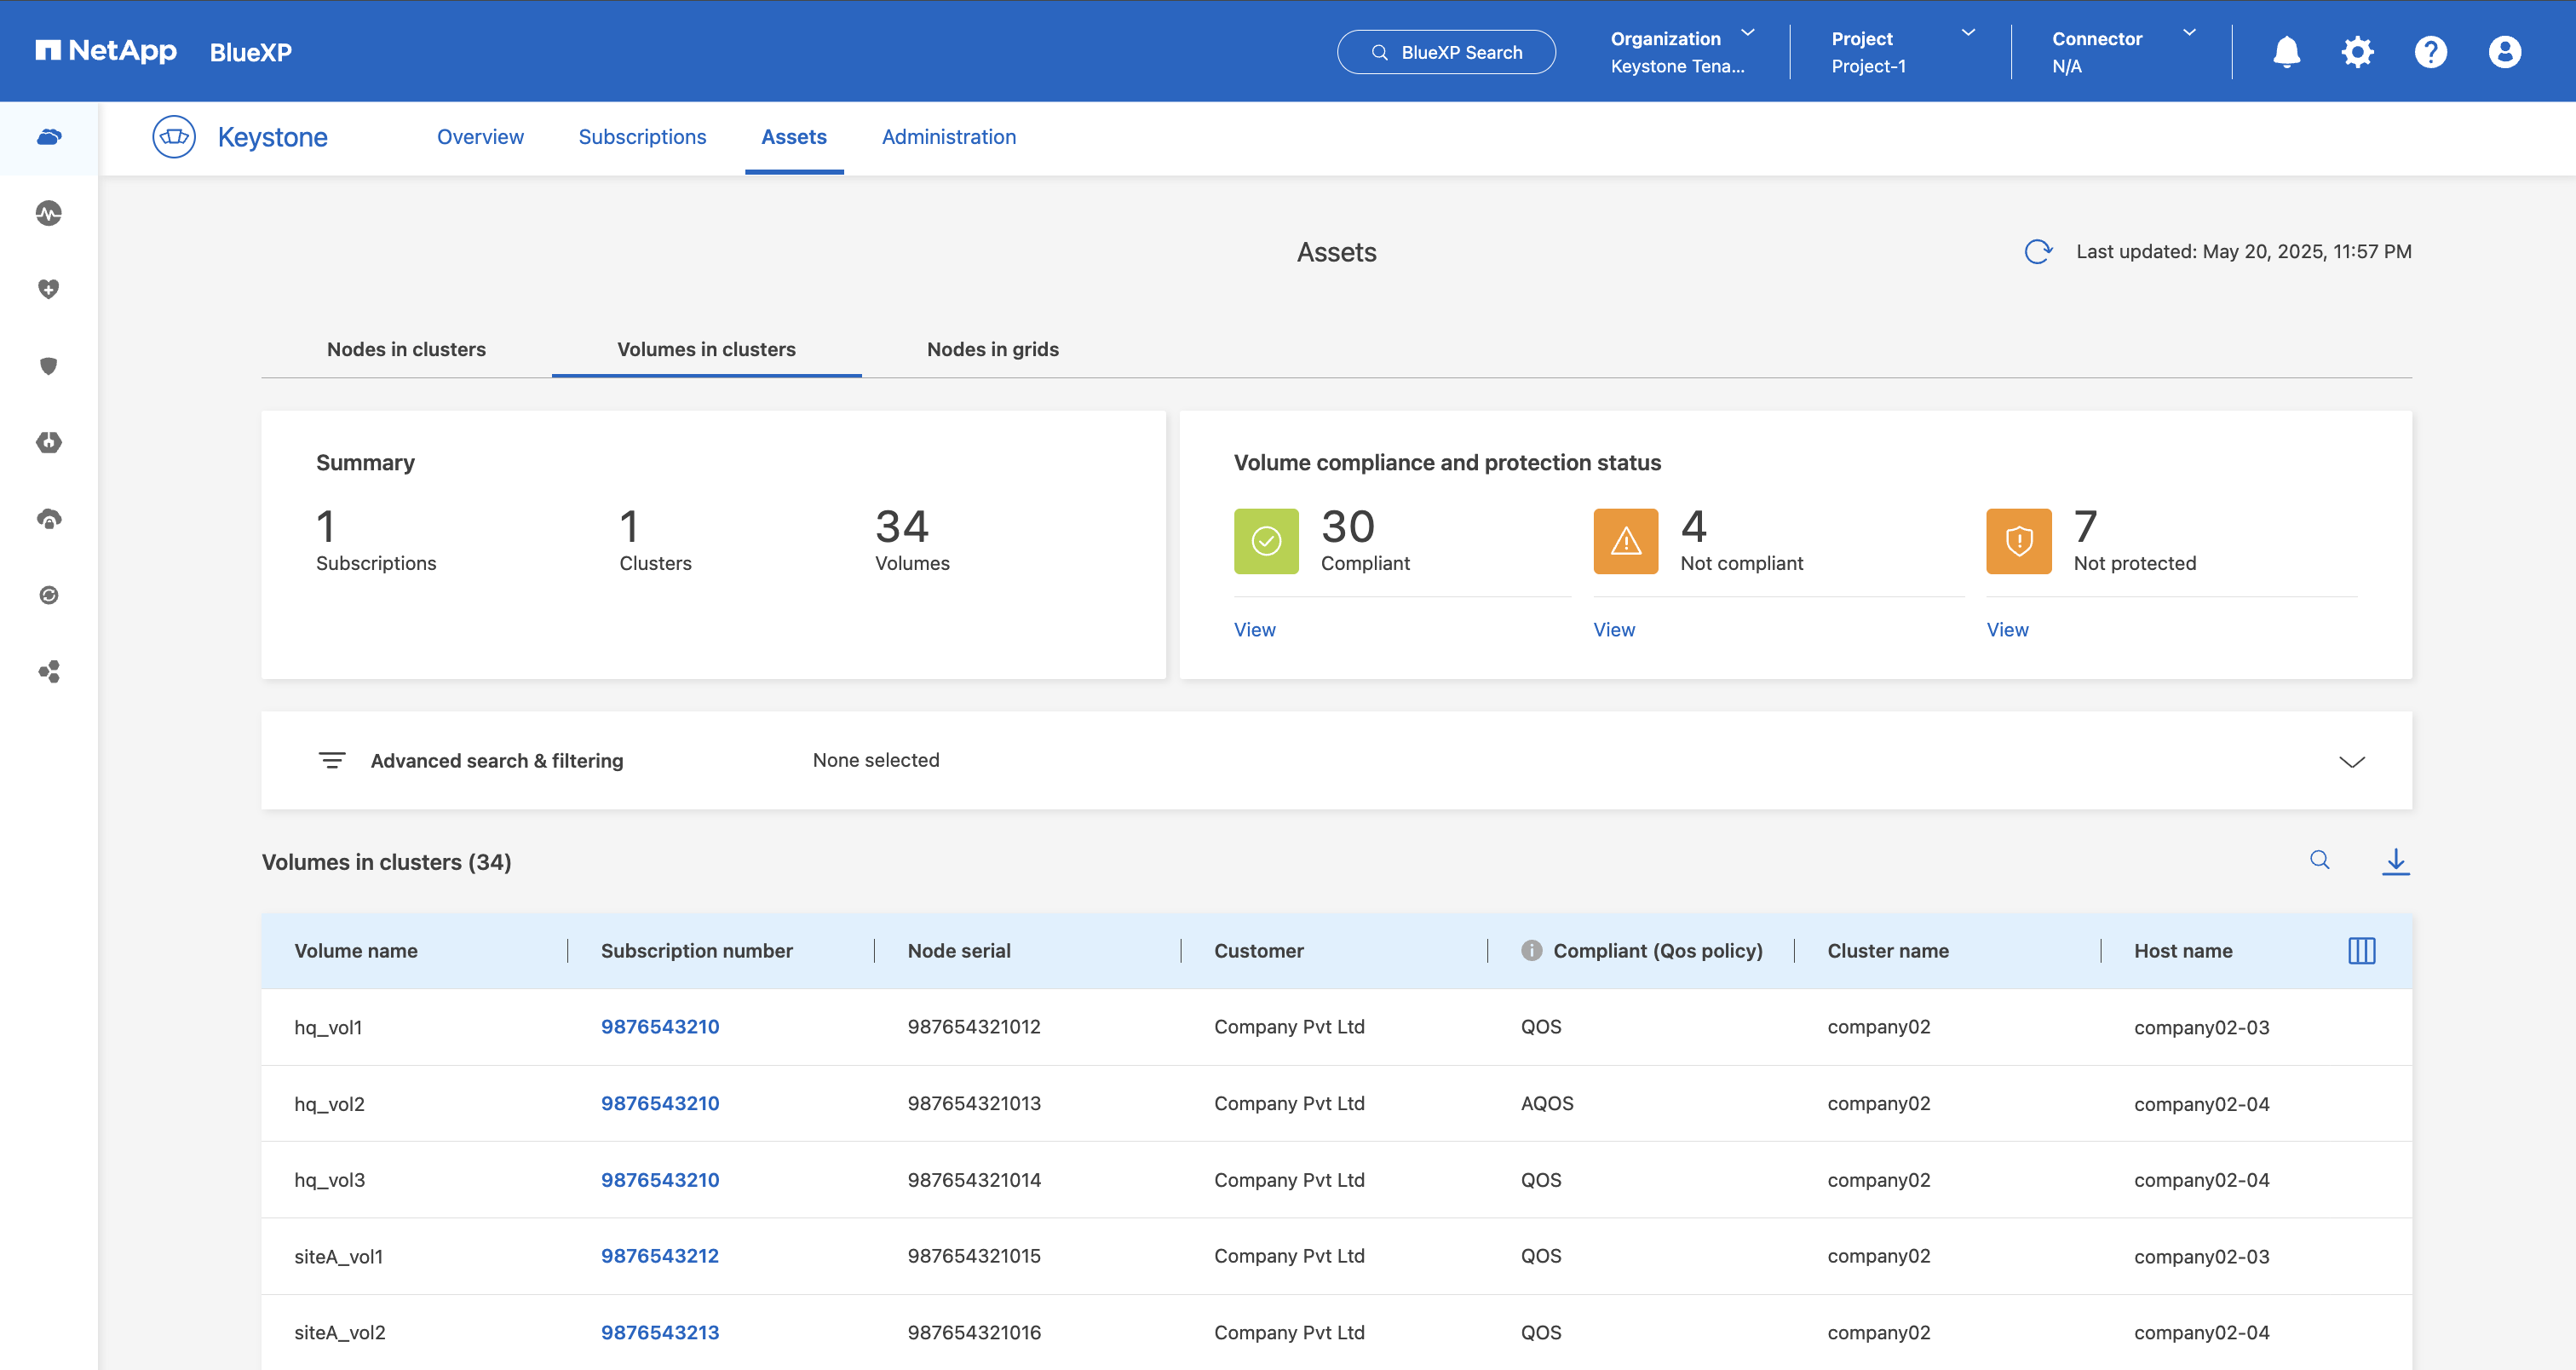 NetApp BlueXP
BlueXP Search
Organization
Keystone Tena...
Project
Project-1
Connector
N/A
Keystone
Overview
Subscriptions
Assets
Administration
Assets
Last updated: May 20, 2025, 11:57 PM
Nodes in clusters
Volumes in clusters
Nodes in grids
Summary
1
Subscriptions
1
Clusters
34
Volumes
Volume compliance and protection status
30
Compliant
View
4
Not compliant
View
7
Not protected
View
Advanced search & filtering
None selected
Volumes in clusters (34)
Volume name Subscription number Node serial Customer Compliant (Qos policy) Cluster name Host name
hq_vol1 9876543210 987654321012 Company Pvt Ltd QOS company02 company02-03
hq_vol2 9876543210 987654321013 Company Pvt Ltd AQOS company02 company02-04
hq_vol3 9876543210 987654321014 Company Pvt Ltd QOS company02 company02-04
siteA_vol1 9876543212 987654321015 Company Pvt Ltd QOS company02 company02-03
siteA_vol2 9876543213 987654321016 Company Pvt Ltd QOS company02 company02-04